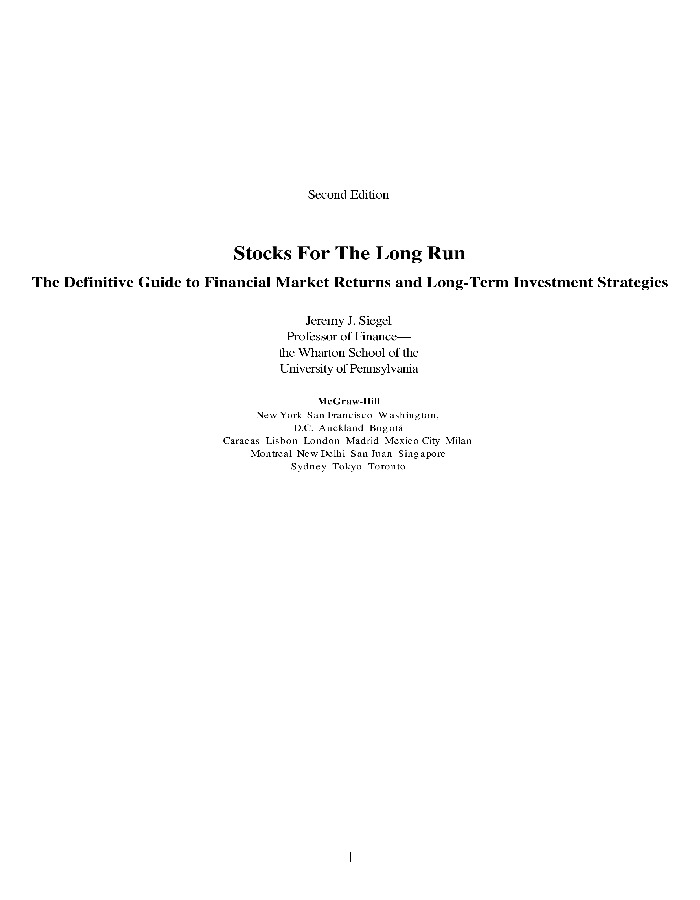 Second Edition
Stocks For The Long Run
The Definitive Guide to Financial Market Returns and Long-Term Investment Strategies
Jeremy J. Siegel
Professor of Finance—
the Wharton School of the
University of Pennsylvania
McGraw-Hill
New York San Francisco Washington,
D.C. Auckland Bogotá
Caracas Lisbon London Madrid Mexico City Milan
Montreal New Delhi San Juan Singapore
Sydney Tokyo Toronto
1